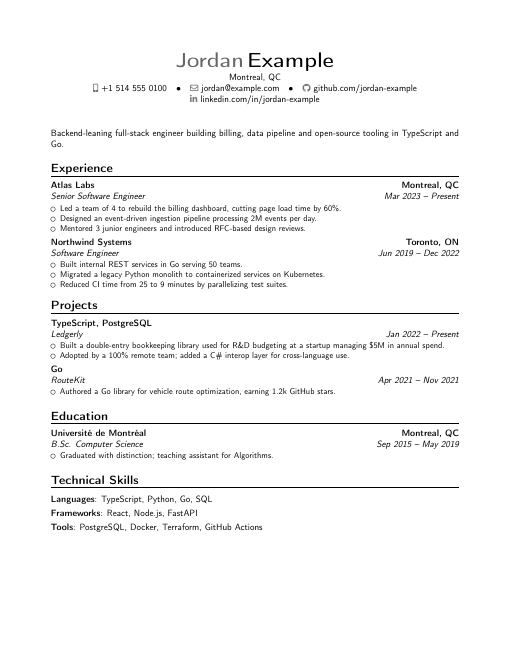 Jordan Example
Montreal, QC
+1 514 555 0100 • jordan@example.com • github.com/jordan-example
in linkedin.com/in/jordan-example
Backend-leaning full-stack engineer building billing, data pipeline and open-source tooling in TypeScript and
Go.
Experience
Atlas Labs Montreal, QC
Senior Software Engineer Mar 2023 – Present
○ Led a team of 4 to rebuild the billing dashboard, cutting page load time by 60%.
○ Designed an event-driven ingestion pipeline processing 2M events per day.
○ Mentored 3 junior engineers and introduced RFC-based design reviews.
Northwind Systems Toronto, ON
Software Engineer Jun 2019 – Dec 2022
○ Built internal REST services in Go serving 50 teams.
○ Migrated a legacy Python monolith to containerized services on Kubernetes.
○ Reduced CI time from 25 to 9 minutes by parallelizing test suites.
Projects
TypeScript, PostgreSQL
Ledgerly Jan 2022 – Present
○ Built a double-entry bookkeeping library used for R&D budgeting at a startup managing $5M in annual spend.
○ Adopted by a 100% remote team; added a C# interop layer for cross-language use.
Go
RouteKit Apr 2021 – Nov 2021
○ Authored a Go library for vehicle route optimization, earning 1.2k GitHub stars.
Education
Université de Montréal Montreal, QC
B.Sc. Computer Science Sep 2015 – May 2019
○ Graduated with distinction; teaching assistant for Algorithms.
Technical Skills
Languages: TypeScript, Python, Go, SQL
Frameworks: React, Node.js, FastAPI
Tools: PostgreSQL, Docker, Terraform, GitHub Actions